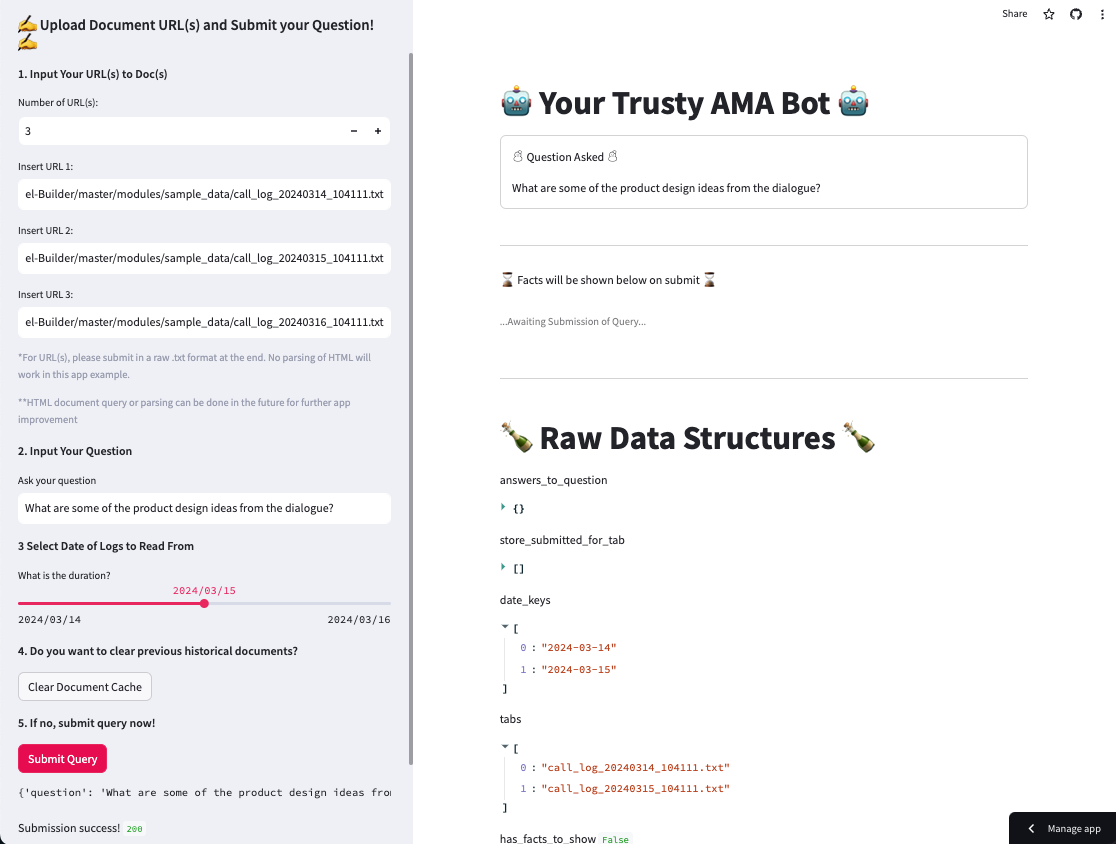 ✍️Upload Document URL(s) and Submit your Question!
✍️
1. Input Your URL(s) to Doc(s)
Number of URL(s):
3
Insert URL 1:
el-Builder/master/modules/sample_data/call_log_20240314_104111.txt
Insert URL 2:
el-Builder/master/modules/sample_data/call_log_20240315_104111.txt
Insert URL 3:
el-Builder/master/modules/sample_data/call_log_20240316_104111.txt
*For URL(s), please submit in a raw .txt format at the end. No parsing of HTML will
work in this app example.
**HTML document query or parsing can be done in the future for further app
improvement
2. Input Your Question
Ask your question
What are some of the product design ideas from the dialogue?
3 Select Date of Logs to Read From
What is the duration?
2024/03/15
2024/03/14 2024/03/16
4. Do you want to clear previous historical documents?
Clear Document Cache
5. If no, submit query now!
Submit Query
{'question': 'What are some of the product design ideas from
Submission success! 200
Share
🤖 Your Trusty AMA Bot 🤖
☃ Question Asked ☃
What are some of the product design ideas from the dialogue?
⌛ Facts will be shown below on submit ⌛
...Awaiting Submission of Query...
🍾 Raw Data Structures 🍾
answers_to_question
{}
store_submitted_for_tab
[]
date_keys
[
0 : "2024-03-14"
1 : "2024-03-15"
]
tabs
[
0 : "call_log_20240314_104111.txt"
1 : "call_log_20240315_104111.txt"
]
has_facts_to_show False
Manage app